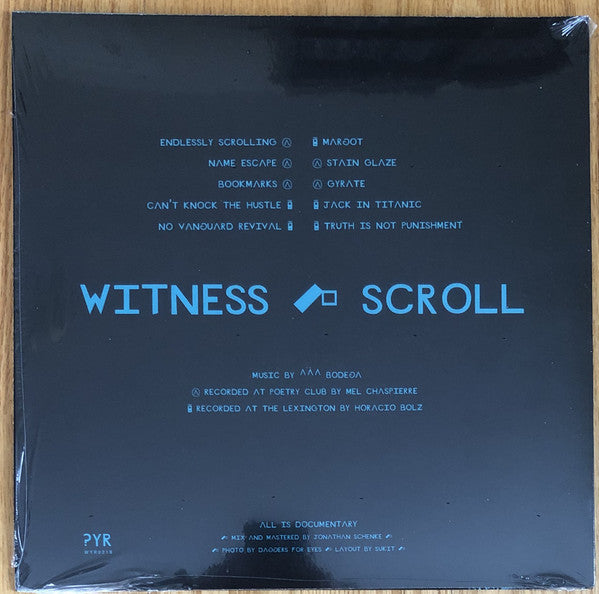 ENDLESSLY SCROLLING
NAME ESCAPE
BOOKMARKS
CAN'T KNOCK THE HUSTLE
NO VANGUARD REVIVAL
MARGOT
STAIN GLAZE
GYRATE
JACK IN TITANIC
TRUTH IS NOT PUNISHMENT
WITNESS SCROLL
MUSIC BY BODEGA
RECORDED AT POETRY CLUB BY MEL CHASPIERRE
RECORDED AT THE LEXINGTON BY HORACIO BOLZ
ALL IS DOCUMENTARY
MIX AND MASTERED BY JONATHAN SCHENKE
PHOTO BY DAGGERS FOR EYES LAYOUT BY SUKIT
?YR